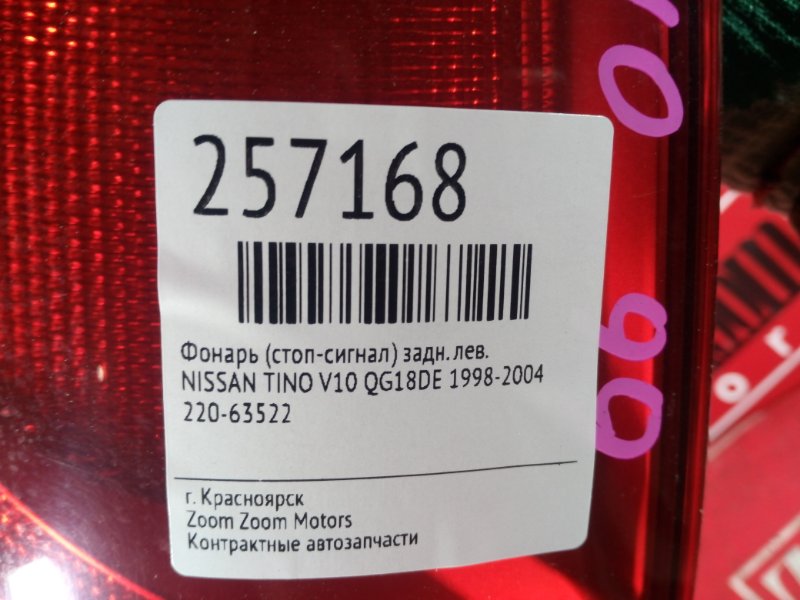 257168
Фонарь (стоп-сигнал) задн. лев.
NISSAN TINO V10 QG18DE 1998-2004
220-63522
г. Красноярск
Zoom Zoom Motors
Контрактные автозапчасти